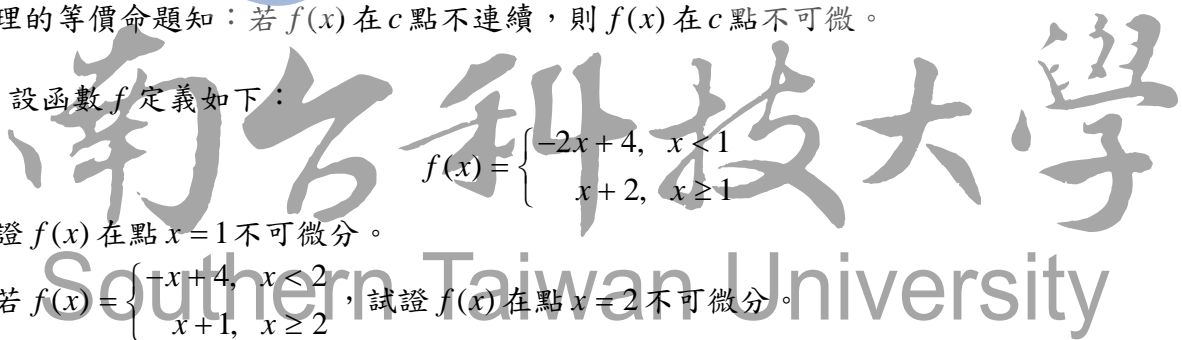 理的等價命題知：若 f(x) 在 c 點不連續，則 f(x) 在 c 點不可微。
設函數 f 定義如下：
f(x) = { -2x + 4, x < 1
x + 2, x ≥ 1
證 f(x) 在點 x = 1 不可微分。
若 f(x) = { -x + 4, x < 2
x + 1, x ≥ 2 ，試證 f(x) 在點 x = 2 不可微分。
南台科技大學
Southern Taiwan University